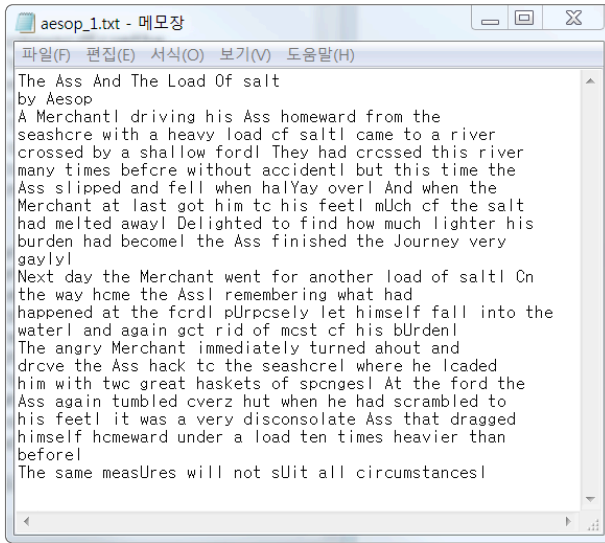 aesop_1.txt - 메모장
파일(F) 편집(E) 서식(O) 보기(V) 도움말(H)
The Ass And The Load Of salt
by Aesop
A Merchantl driving his Ass homeward from the
seashcre with a heavy load cf saltl came to a river
crossed by a shallow fordl They had crcssed this river
many times befcre without accidentl but this time the
Ass slipped and fell when halYay overl And when the
Merchant at last got him tc his feetl mUch cf the salt
had melted awayl Delighted to find how much lighter his
burden had becomel the Ass finished the Journey very
gaylyl
Next day the Merchant went for another load of saltl Cn
the way hcme the Assl remembering what had
happened at the fcrdl pUrpcsely let himself fall into the
waterl and again gct rid of mcst cf his bUrdenl
The angry Merchant immediately turned ahout and
drcve the Ass hack tc the seashcrel where he lcaded
him with twc great haskets of spcngesl At the ford the
Ass again tumbled cverz hut when he had scrambled to
his feetl it was a very disconsolate Ass that dragged
himself hcmeward under a load ten times heavier than
beforel
The same measUres will not sUit all circumstancesl